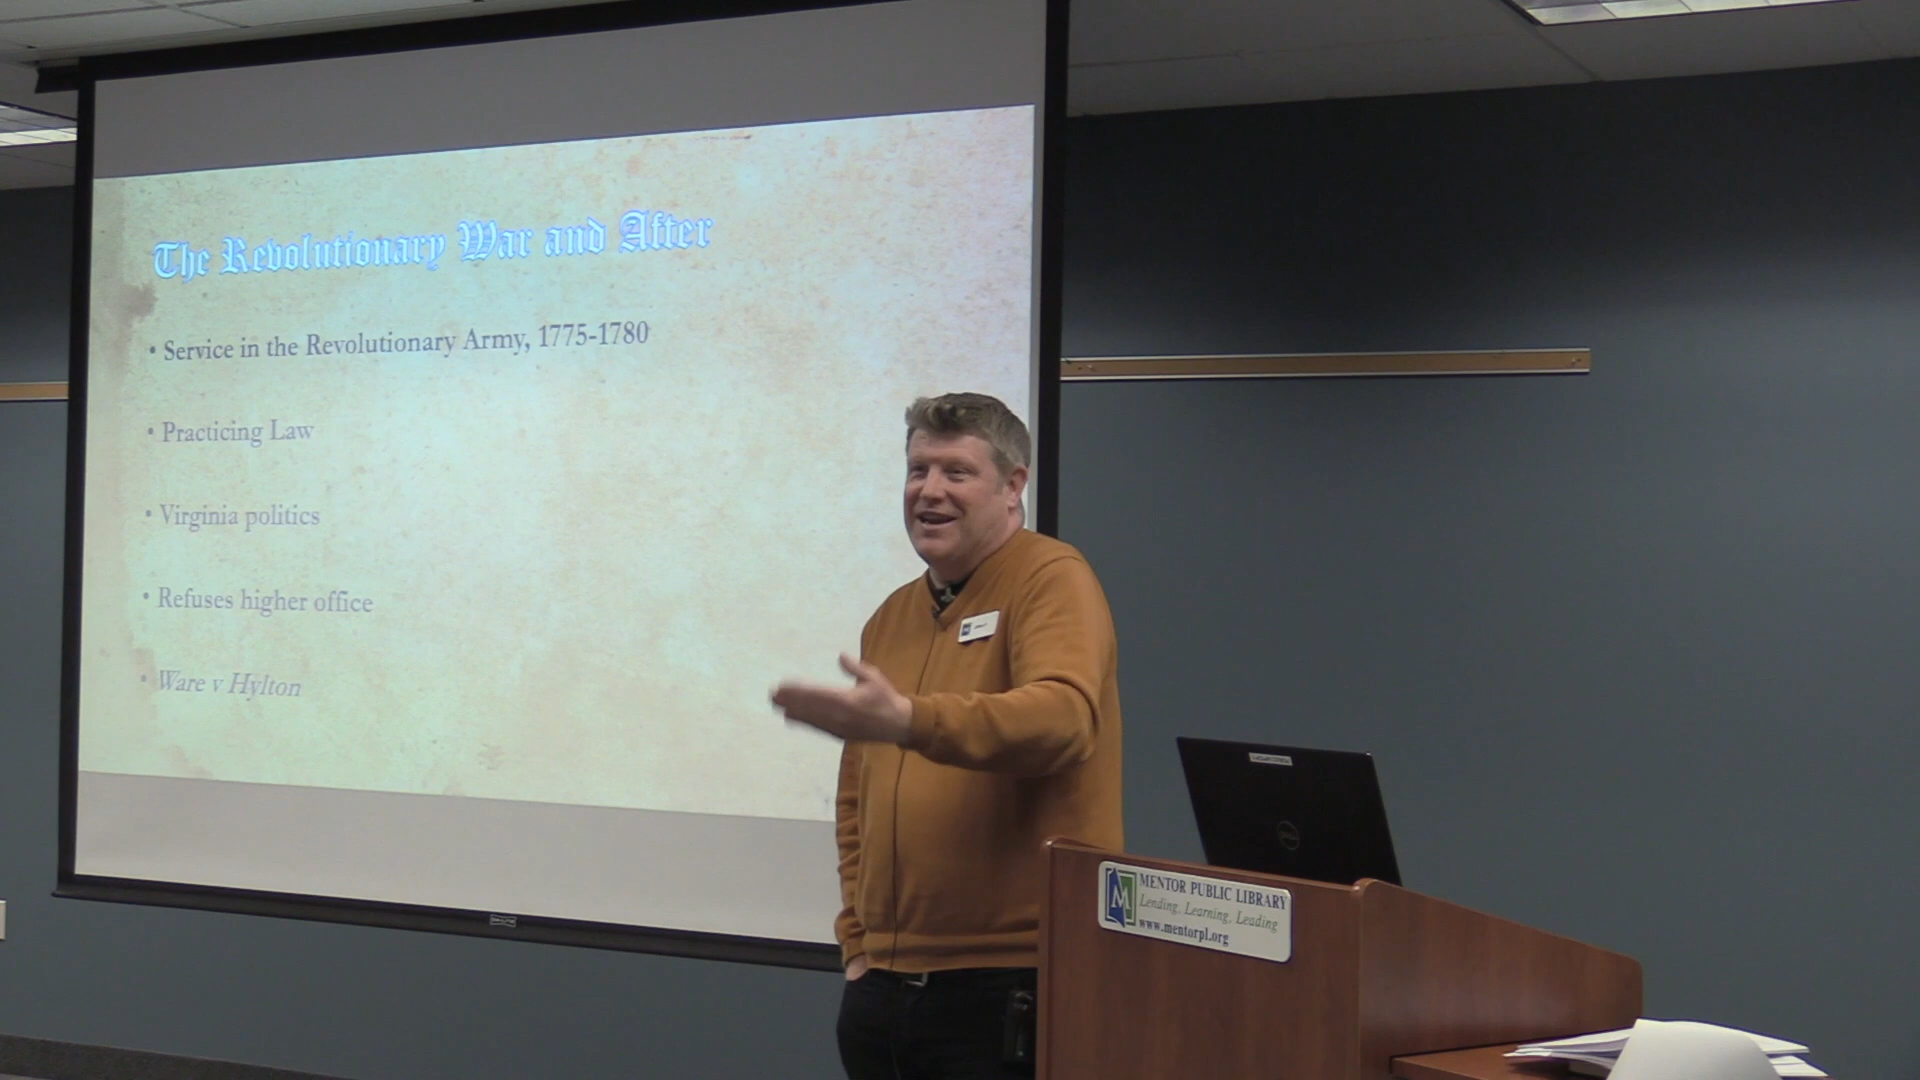 The Revolutionary War and After
• Service in the Revolutionary Army, 1775-1780
• Practicing Law
• Virginia politics
• Refuses higher office
• Ware v Hylton
M
MENTOR PUBLIC LIBRARY
Lending, Learning, Leading
www.mentorpl.org
DELL